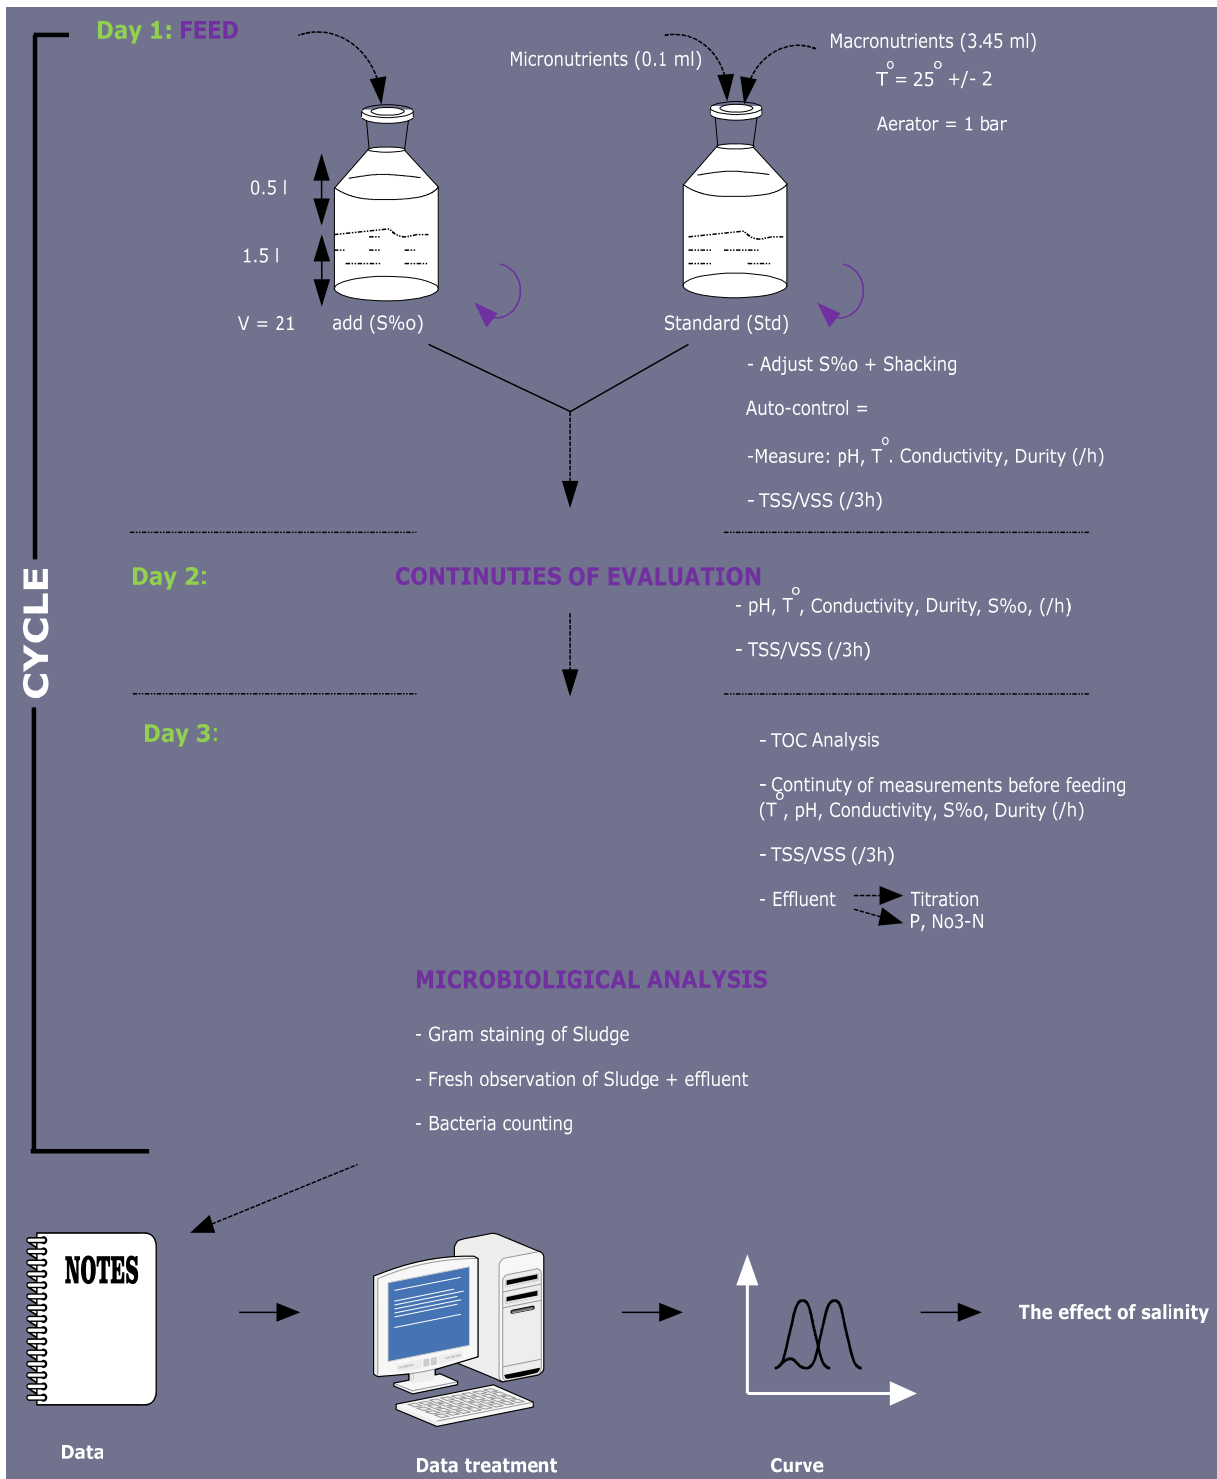 Day 1: FEED
Micronutrients (0.1 ml)
Macronutrients (3.45 ml)
T° = 25° +/- 2
Aerator = 1 bar
0.5 l
1.5 l
V = 21
add (S%o)
Standard (Std)
- Adjust S%o + Shacking
Auto-control =
-Measure: pH, T°. Conductivity, Durity (/h)
- TSS/VSS (/3h)
CYCLE
Day 2:
CONTINUTIES OF EVALUATION
- pH, T°, Conductivity, Durity, S%o, (/h)
- TSS/VSS (/3h)
Day 3:
- TOC Analysis
- Continuty of measurements before feeding
(T°, pH, Conductivity, S%o, Durity (/h)
- TSS/VSS (/3h)
- Effluent
Titration
P, No3-N
MICROBIOLIGICAL ANALYSIS
- Gram staining of Sludge
- Fresh observation of Sludge + effluent
- Bacteria counting
NOTES
The effect of salinity
Data
Data treatment
Curve